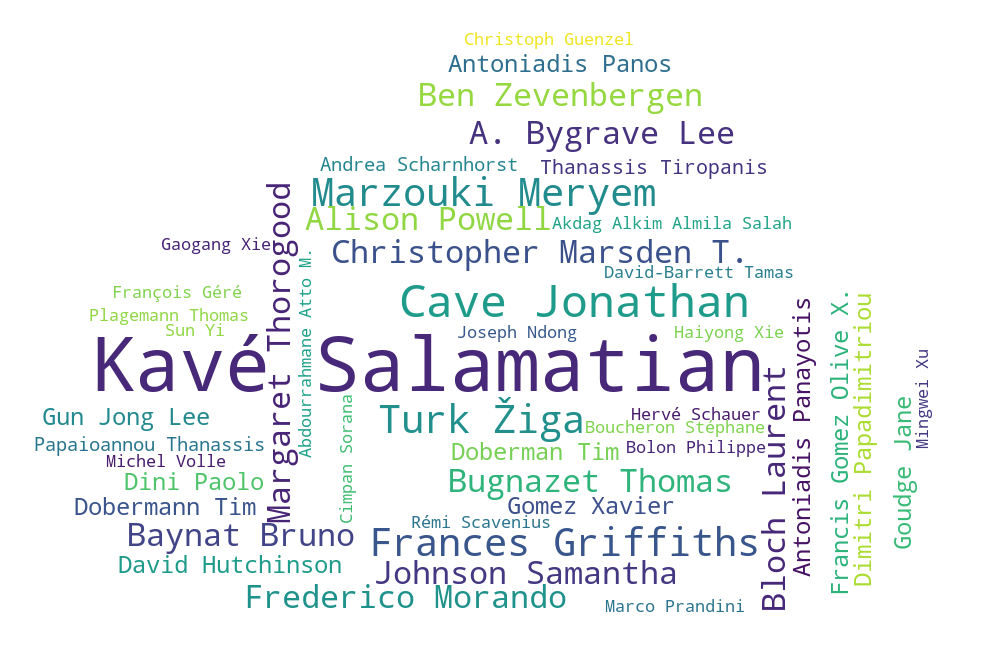 Christoph Guenzel
Antoniadis Panos
Ben Zevenbergen
A. Bygrave Lee
Andrea Scharnhorst
Thanassis Tiropanis
Marzouki Meryem
Alison Powell
Akdag Alkim Almila Salah
Gaogang Xie
Margaret Thorogood
Abdourrahmane Atto M.
Christopher Marsden T.
David-Barrett Tamas
François Géré
Cave Jonathan
Plagemann Thomas
Sun Yi
Joseph Ndong
Haiyong Xie
Kavé Salamatian
Antoniadis Panayotis
Francis Gomez Olive X.
Dimitri Papadimitriou
Mingwei Xu
Gun Jong Lee
Turk Žiga
Hervé Schauer
Boucheron Stéphane
Bloch Laurent
Goudge Jane
Cimpan Sorana
Papaioannou Thanassis
Doberman Tim
Bolon Philippe
Michel Volle
Dini Paolo
Bugnazet Thomas
Dobermann Tim
Gomez Xavier
Rémi Scavenius
Baynat Bruno
Frances Griffiths
David Hutchinson
Johnson Samantha
Frederico Morando
Marco Prandini